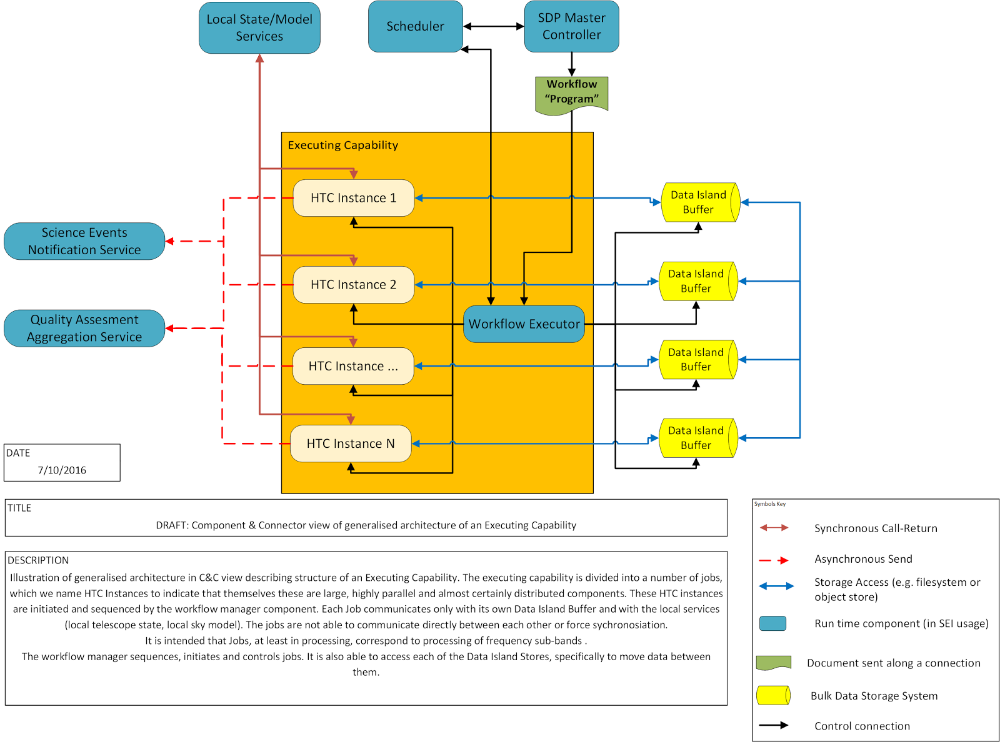 Local State/Model
Services
Scheduler
SDP Master
Controller
Workflow
“Program”
Executing Capability
HTC Instance 1
Data Island
Buffer
Science Events
Notification Service
HTC Instance 2
Data Island
Buffer
Quality Assesment
Aggregation Service
Workflow Executor
HTC Instance ...
Data Island
Buffer
HTC Instance N
Data Island
Buffer
DATE
7/10/2016
TITLE
DRAFT: Component & Connector view of generalised architecture of an Executing Capability
DESCRIPTION
Illustration of generalised architecture in C&C view describing structure of an Executing Capability. The executing capability is divided into a number of jobs,
which we name HTC Instances to indicate that themselves these are large, highly parallel and almost certainly distributed components. These HTC instances
are initiated and sequenced by the workflow manager component. Each Job communicates only with its own Data Island Buffer and with the local services
(local telescope state, local sky model). The jobs are not able to communicate directly between each other or force sychronosiation.
It is intended that Jobs, at least in processing, correspond to processing of frequency sub-bands .
The workflow manager sequences, initiates and controls jobs. It is also able to access each of the Data Island Stores, specifically to move data between
them.
Symbols Key
Synchronous Call-Return
Asynchronous Send
Storage Access (e.g. filesystem or
object store)
Run time component (in SEI usage)
Document sent along a connection
Bulk Data Storage System
Control connection